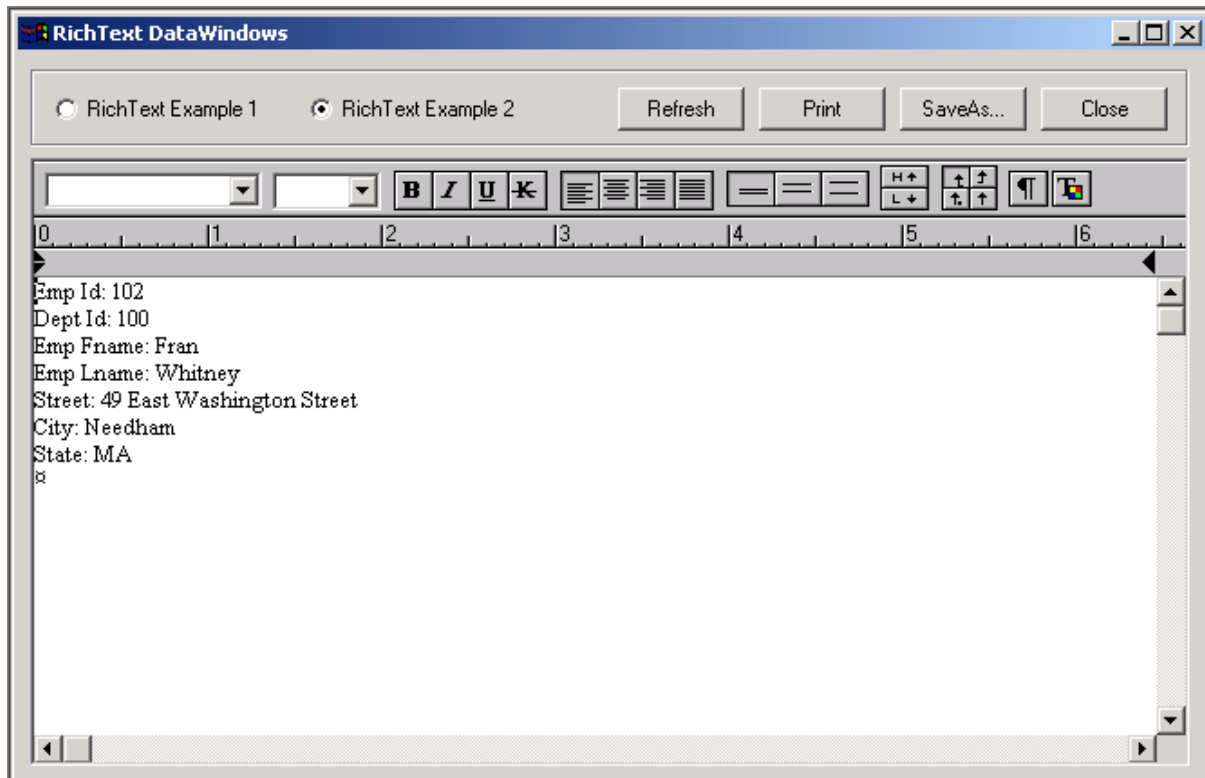 RichText DataWindows
RichText Example 1 RichText Example 2 Refresh Print SaveAs... Close
B I U K H L ¶ T
0 1 2 3 4 5 6
Emp Id: 102
Dept Id: 100
Emp Fname: Fran
Emp Lname: Whitney
Street: 49 East Washington Street
City: Needham
State: MA
¤